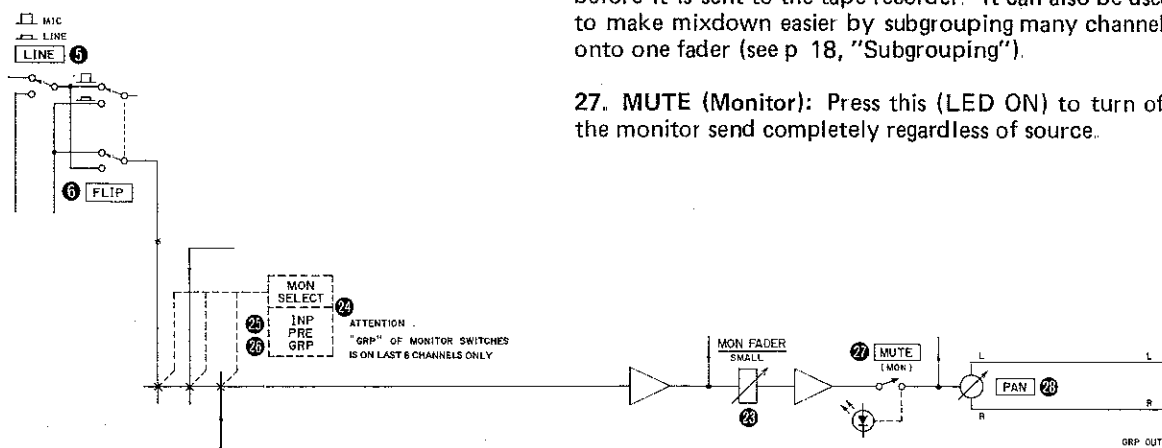 before it is sent to the tape recorder. It can also be use
to make mixdown easier by subgrouping many channel
onto one fader (see p 18, "Subgrouping").
27. MUTE (Monitor): Press this (LED ON) to turn of
the monitor send completely regardless of source.
MIC
LINE
LINE 5
6 FLIP
MON
SELECT
24
25 INP
PRE
26 GRP
ATTENTION
"GRP" OF MONITOR SWITCHES
IS ON LAST 8 CHANNELS ONLY
MON FADER
SMALL
23
27 MUTE
(MON)
L
L
PAN 28
R
R
GRP OUT